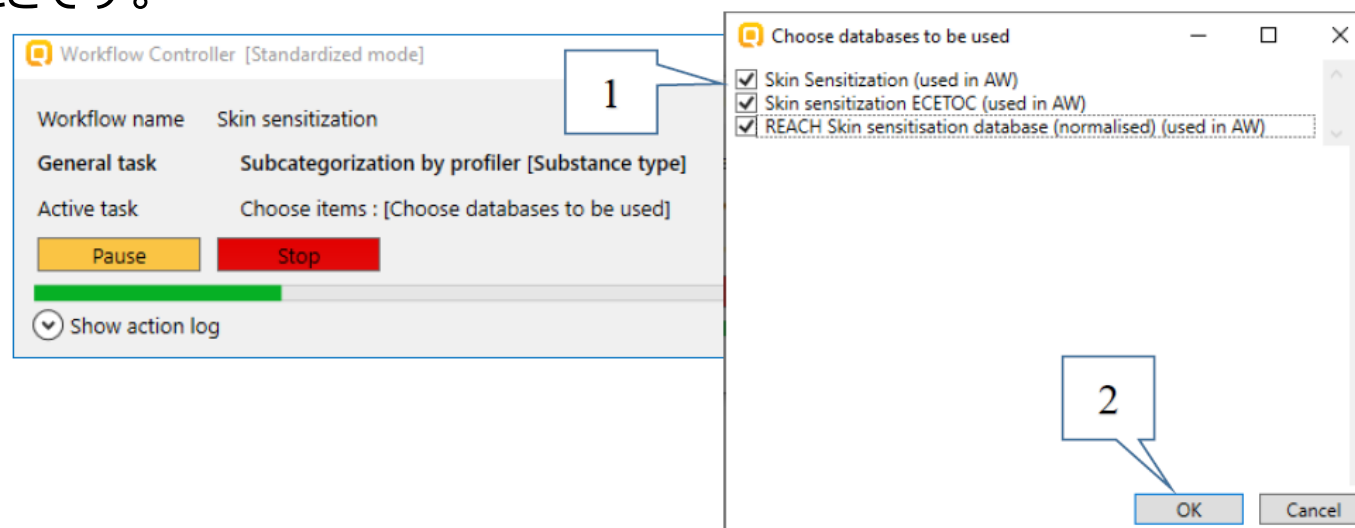 とです。
Workflow Controller [Standardized mode]
1
Workflow name Skin sensitization
General task Subcategorization by profiler [Substance type]
Active task Choose items : [Choose databases to be used]
Pause Stop
Show action log
Choose databases to be used
Skin Sensitization (used in AW)
Skin sensitization ECETOC (used in AW)
REACH Skin sensitisation database (normalised) (used in AW)
2
OK Cancel